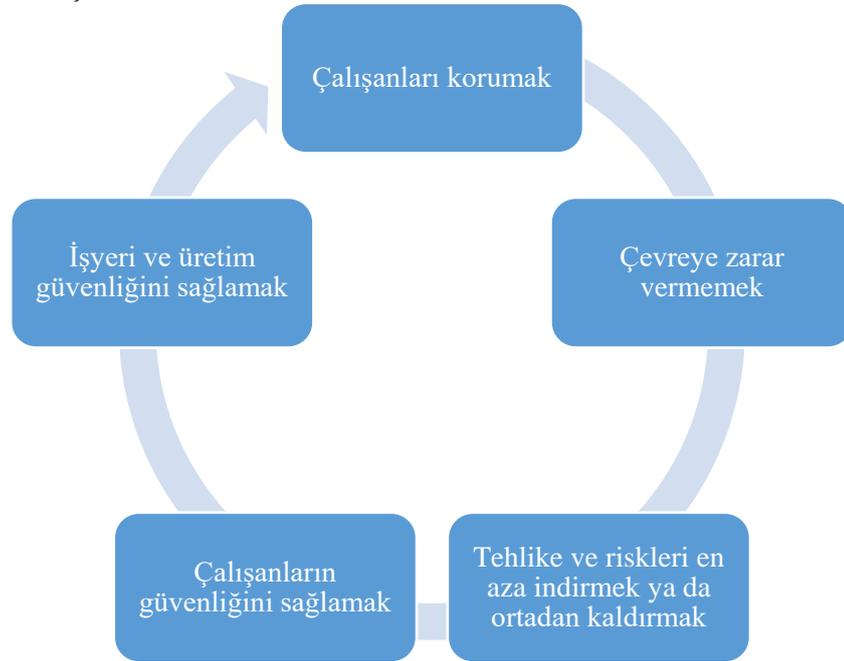 Çalışanları korumak
Çevreye zarar
vermemek
Tehlike ve riskleri en
aza indirmek ya da
ortadan kaldırmak
Çalışanların
güvenliğini sağlamak
İşyeri ve üretim
güvenliğini sağlamak